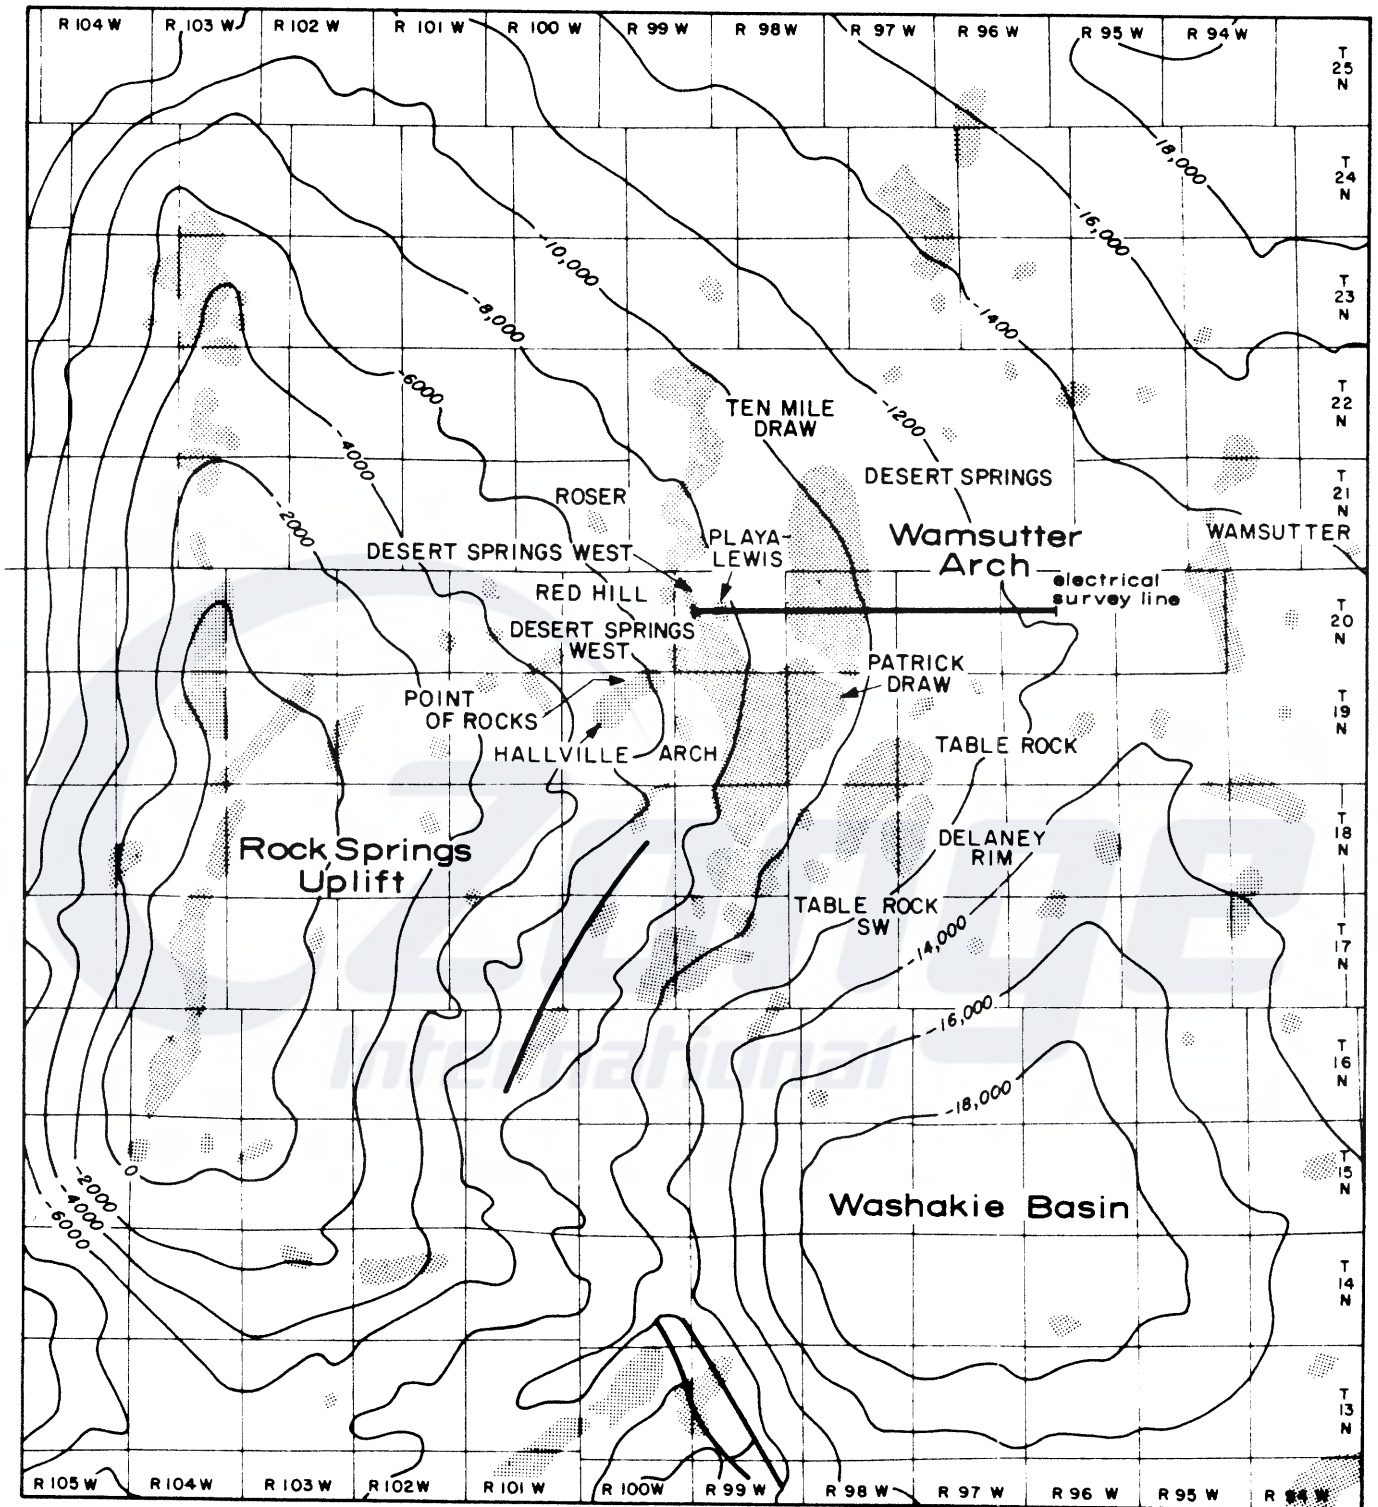 R 104 W R 103 W R 102 W R 101 W R 100 W R 99 W R 98 W R 97 W R 96 W R 95 W R 94 W
T
25
N
-18,000
T
24
N
-16,000
-10,000
T
23
N
-8,000
-1400
-6000
T
22
N
TEN MILE
DRAW
-1200
-4000
DESERT SPRINGS
T
21
N
ROSER
-2000
WAMSUTTER
Wamsutter
Arch
PLAYA-
LEWIS
DESERT SPRINGS WEST
electrical
survey line
RED HILL
T
20
N
DESERT SPRINGS
WEST
PATRICK
DRAW
POINT
OF ROCKS
T
19
N
HALLVILLE ARCH
TABLE ROCK
Rock Springs
Uplift
DELANEY
RIM
T
18
N
TABLE ROCK
SW
-14,000
T
17
N
zonge
International
-16,000
T
16
N
-18,000
0
T
15
N
-2000
-4000
-6000
Washakie Basin
T
14
N
T
13
N
R 105 W R 104 W R 103 W R 102 W R 101 W R 100W R 99 W R 98 W R 97 W R 96 W R 95 W R 94 W